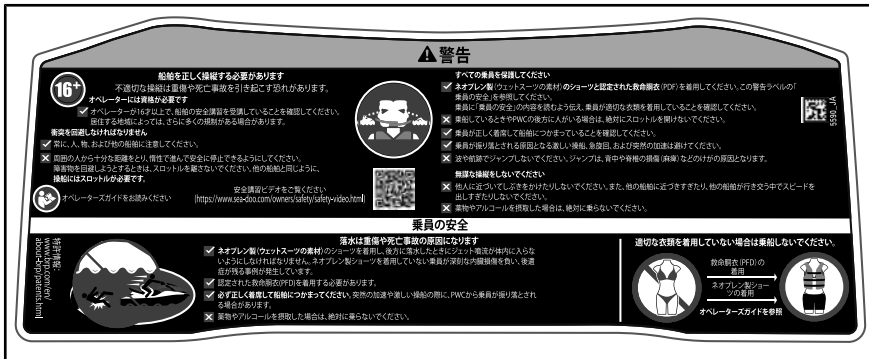 警告
16+
船舶を正しく操縦する必要があります
不適切な操縦は重傷や死亡事故を引き起こす恐れがあります。
オペレーターには資格が必要です
オペレーターが16才以上で、船舶の安全講習を受講していることを確認してください。
居住する地域によっては、さらに多くの規制がある場合があります。
衝突を回避しなければなりません
常に、人、物、および他の船舶に注意してください。
周囲の人から十分な距離をとり、惰性で進んで安全に停止できるようにしてください。
障害物を回避しようとするときは、スロットルを離さないでください。他の船舶と同じように、
操舵にはスロットルが必要です。
オペレーターズガイドをお読みください
安全講習ビデオをご覧ください
(https://www.sea-doo.com/owners/safety/safety-video.html)
すべての乗員を保護してください
ネオプレン製(ウェットスーツの素材)のショーツと認定された救命胴衣(PDF)を着用してください。この警告ラベルの「
乗員の安全」を参照してください。
乗員に「乗員の安全」の内容を読むよう伝え、乗員が適切な衣類を着用していることを確認してください。
乗船しているときやPWCの後方に人がいる場合は、絶対にスロットルを開けないでください。
乗員が正しく着席して船舶につかまっていることを確認してください。
乗員が振り落とされる原因となる激しい操舵、急旋回、および突然の加速は避けてください。
波や航跡でジャンプしないでください。ジャンプは、背中や脊椎の損傷(麻痺)などのけがの原因となります。
無謀な操縦をしないでください
他人に近づいてしぶきをかけたりしないでください。また、他の船舶に近づきすぎたり、他の船舶が行き交う中でスピードを
出しすぎたりしないでください。
薬物やアルコールを摂取した場合は、絶対に乗らないでください。
5590_JA
乗員の安全
特許情報:
www.brp.com/en/
about-brp/patents.html
落水は重傷や死亡事故の原因になります
ネオプレン製(ウェットスーツの素材)のショーツを着用し、後方に落水したときにジェット噴流が体内に入らな
いようにしなければなりません。ネオプレン製ショーツを着用していない乗員が深刻な内臓損傷を負い、後遺
症が残る事例が発生しています。
認定された救命胴衣(PFD)を着用する必要があります。
必ず正しく着席して船舶につかまってください。突然の加速や激しい操舶の際に、PWCから乗員が振り落とされ
る場合があります。
薬物やアルコールを摂取した場合は、絶対に乗らないでください。
適切な衣類を着用していない場合は乗船しないでください。
救命胴衣(PFD)の
着用
ネオプレン製ショー
ツの着用
オペレーターズガイドを参照